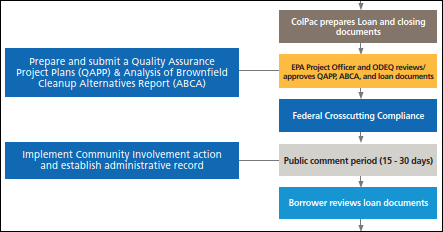 ColPac prepares Loan and closing
documents
Prepare and submit a Quality Assurance
Project Plans (QAPP) & Analysis of Brownfield
Cleanup Alternatives Report (ABCA)
EPA Project Officer and ODEQ reviews/
approves QAPP, ABCA, and loan documents
Federal Crosscutting Compliance
Implement Community Involvement action
and establish administrative record
Public comment period (15 - 30 days)
Borrower reviews loan documents